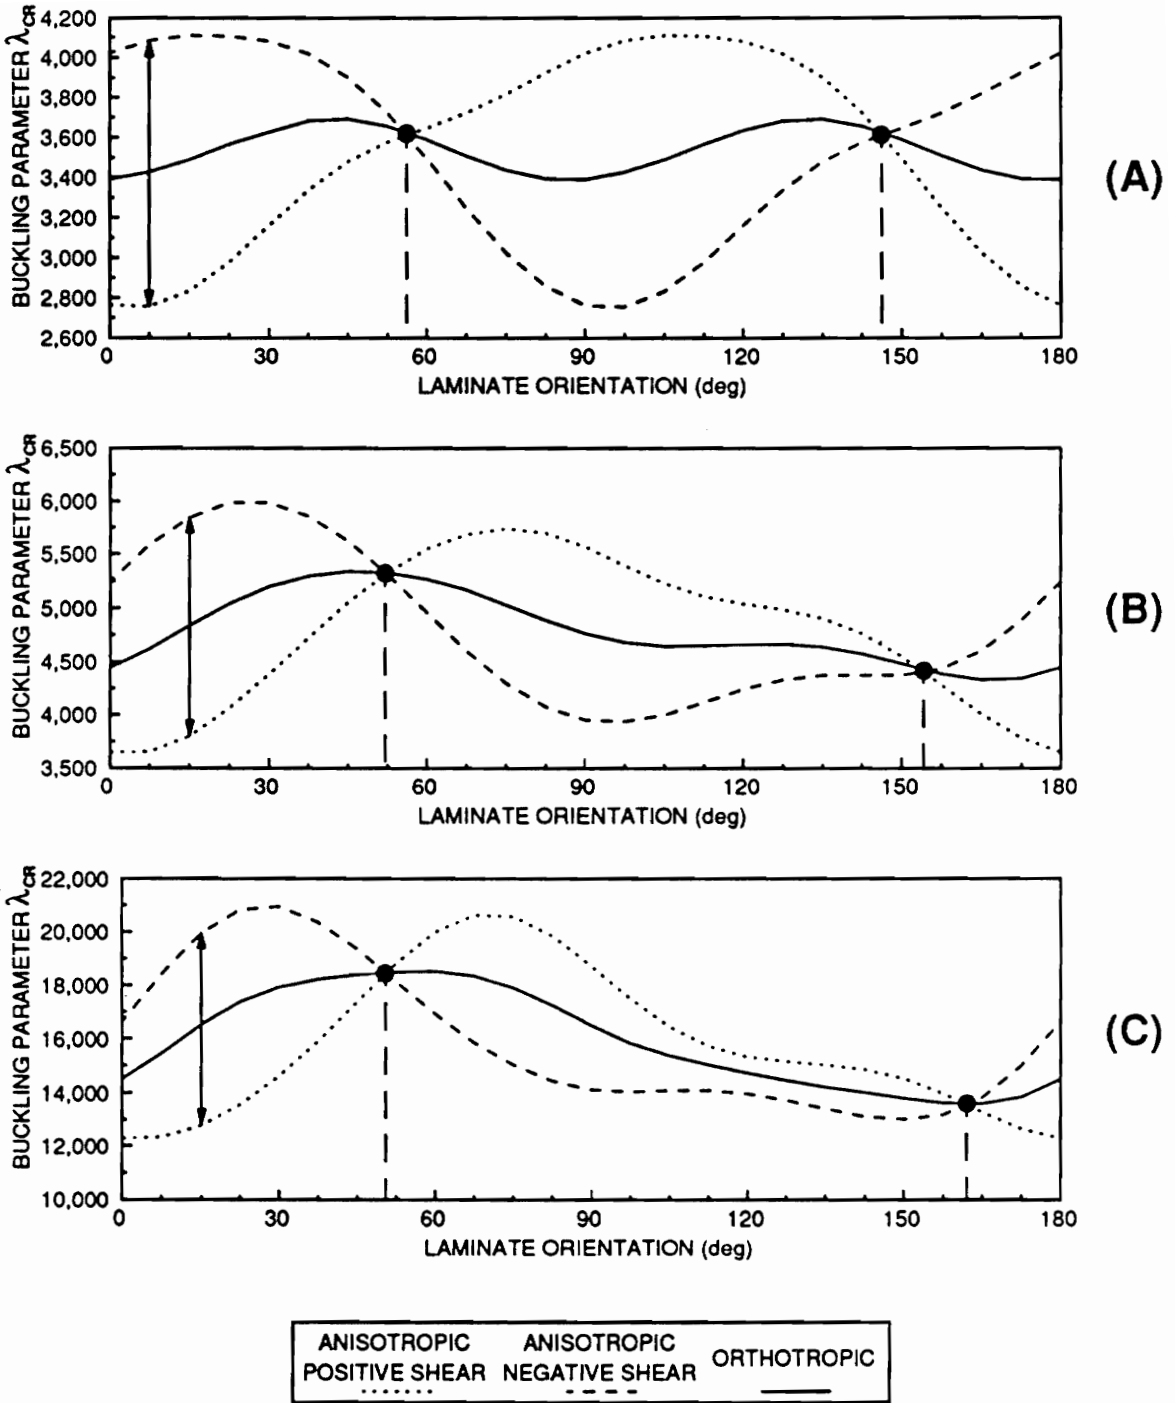 BUCKLING PARAMETER λCR
4,200
4,000
3,800
3,600
3,400
3,200
3,000
2,800
2,600
0 30 60 90 120 150 180
LAMINATE ORIENTATION (deg)
(A)
BUCKLING PARAMETER λCR
6,500
6,000
5,500
5,000
4,500
4,000
3,500
0 30 60 90 120 150 180
LAMINATE ORIENTATION (deg)
(B)
BUCKLING PARAMETER λCR
22,000
20,000
18,000
16,000
14,000
12,000
10,000
0 30 60 90 120 150 180
LAMINATE ORIENTATION (deg)
(C)
ANISOTROPIC ANISOTROPIC
POSITIVE SHEAR NEGATIVE SHEAR ORTHOTROPIC